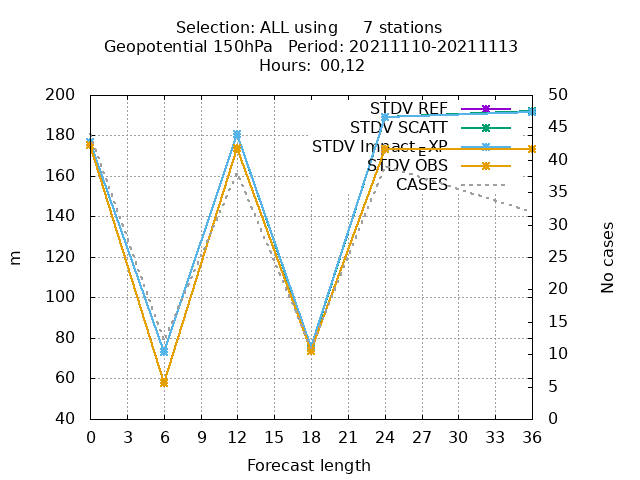 Selection: ALL using     7 stations
Geopotential 150hPa   Period: 20211110-20211113
Hours: 00,12
200
180
160
140
120
100
80
60
40
50
45
40
35
30
25
20
15
10
5
0
STDV REF
STDV SCATT
STDV Impact_EXP
STDV OBS
CASES
m
No cases
0 3 6 9 12 15 18 21 24 27 30 33 36
Forecast length